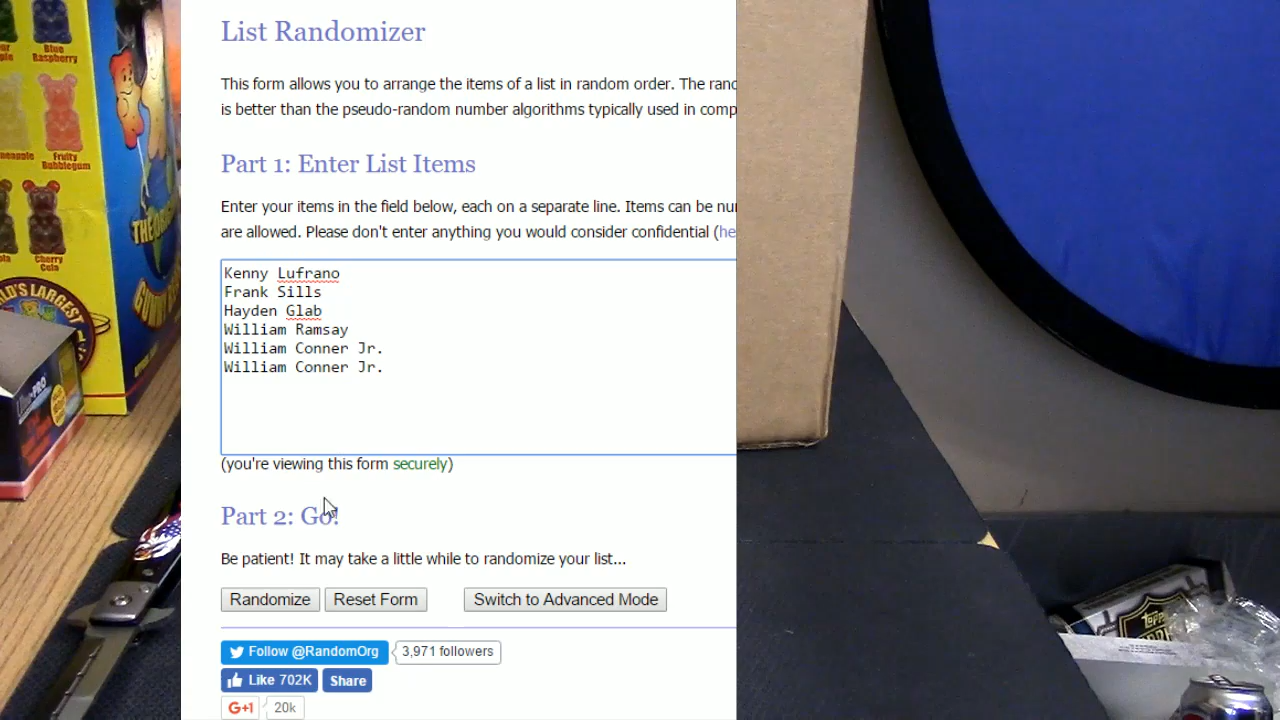 Blue
Raspberry
Fruity
Bubblegum
Cherry
Cola
List Randomizer
This form allows you to arrange the items of a list in random order. The
is better than the pseudo-random number algorithms typically used in
Part 1: Enter List Items
Enter your items in the field below, each on a separate line. Items can be
are allowed. Please don't enter anything you would consider confidential (
Kenny Lufrano
Frank Sills
Hayden Glab
William Ramsay
William Conner Jr.
William Conner Jr.
(you're viewing this form securely)
Part 2: Go!
Be patient! It may take a little while to randomize your list...
Randomize Reset Form Switch to Advanced Mode
Follow @RandomOrg 3,971 followers
Like 702K Share
G+1 20k
topps